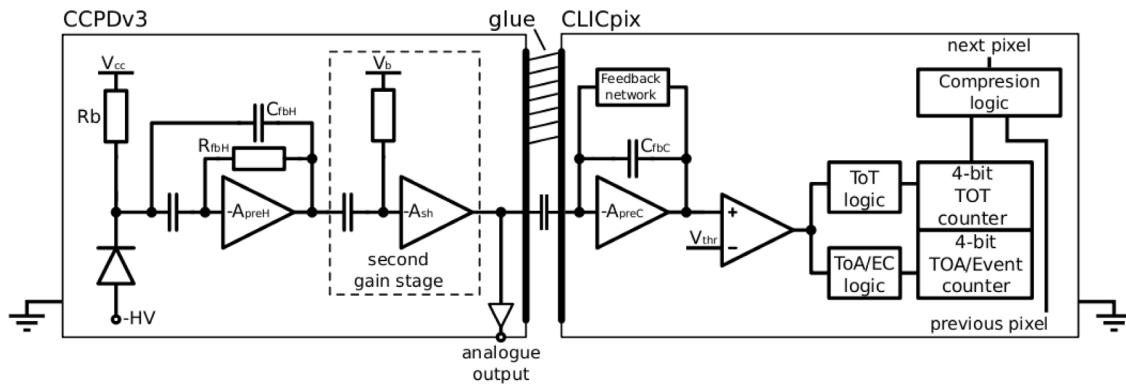 CCPDv3
glue
CLICpix
next pixel
Vcc
Vb
Feedback
network
Compresion
logic
Rb
CfbH
RfbH
CfbC
-ApreH
-Ash
-ApreC
+
Vthr
−
ToT
logic
4-bit
TOT
counter
second
gain stage
ToA/EC
logic
4-bit
TOA/Event
counter
-HV
previous pixel
analogue
output